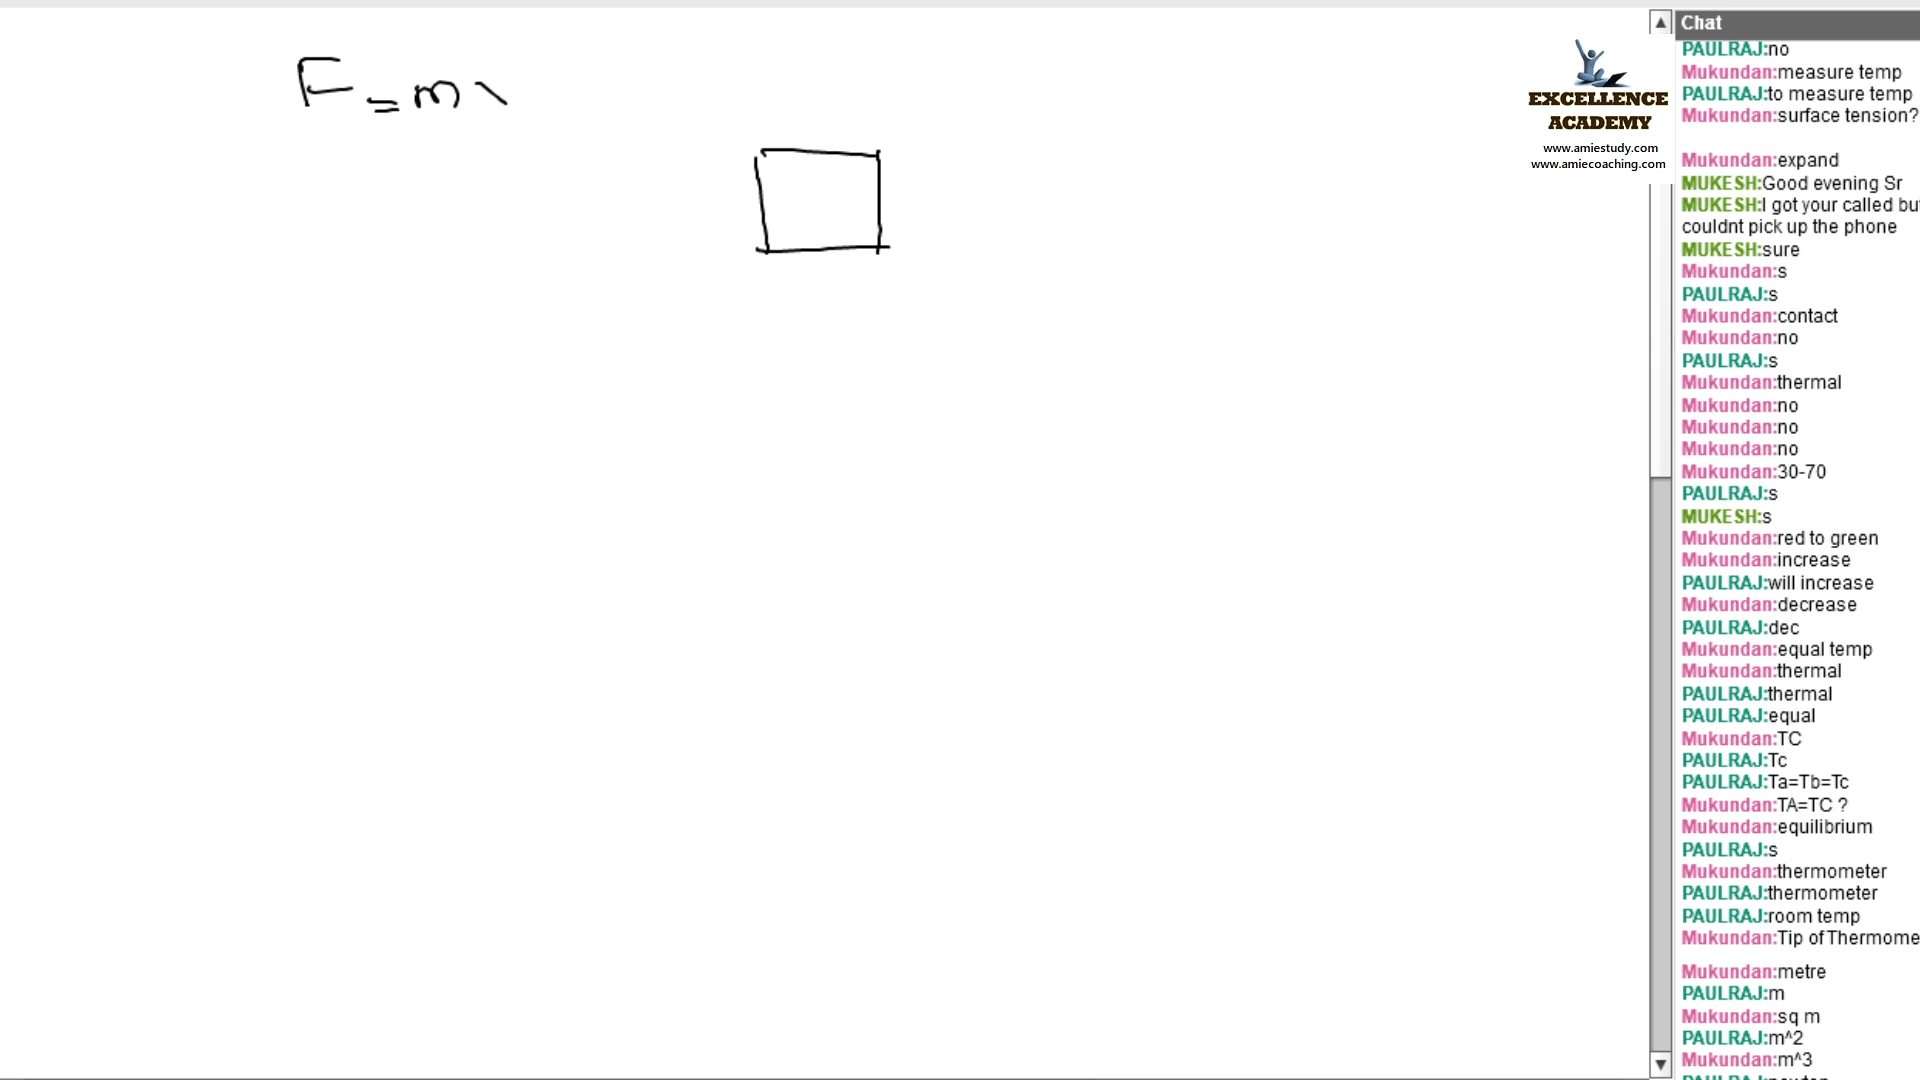 F = m \
EXCELLENCE
ACADEMY
www.amiestudy.com
www.amiecoaching.com
Chat
PAULRAJ:no
Mukundan:measure temp
PAULRAJ:to measure temp
Mukundan:surface tension?
Mukundan:expand
MUKESH:Good evening Sr
MUKESH:I got your called but
couldnt pick up the phone
MUKESH:sure
Mukundan:s
PAULRAJ:s
Mukundan:contact
Mukundan:no
PAULRAJ:s
Mukundan:thermal
Mukundan:no
Mukundan:no
Mukundan:no
Mukundan:30-70
PAULRAJ:s
MUKESH:s
Mukundan:red to green
Mukundan:increase
PAULRAJ:will increase
Mukundan:decrease
PAULRAJ:dec
Mukundan:equal temp
Mukundan:thermal
PAULRAJ:thermal
PAULRAJ:equal
Mukundan:TC
PAULRAJ:Tc
PAULRAJ:Ta=Tb=Tc
Mukundan:TA=TC ?
Mukundan:equilibrium
PAULRAJ:s
Mukundan:thermometer
PAULRAJ:thermometer
PAULRAJ:room temp
Mukundan:Tip of Thermome
Mukundan:metre
PAULRAJ:m
Mukundan:sq m
PAULRAJ:m^2
Mukundan:m^3